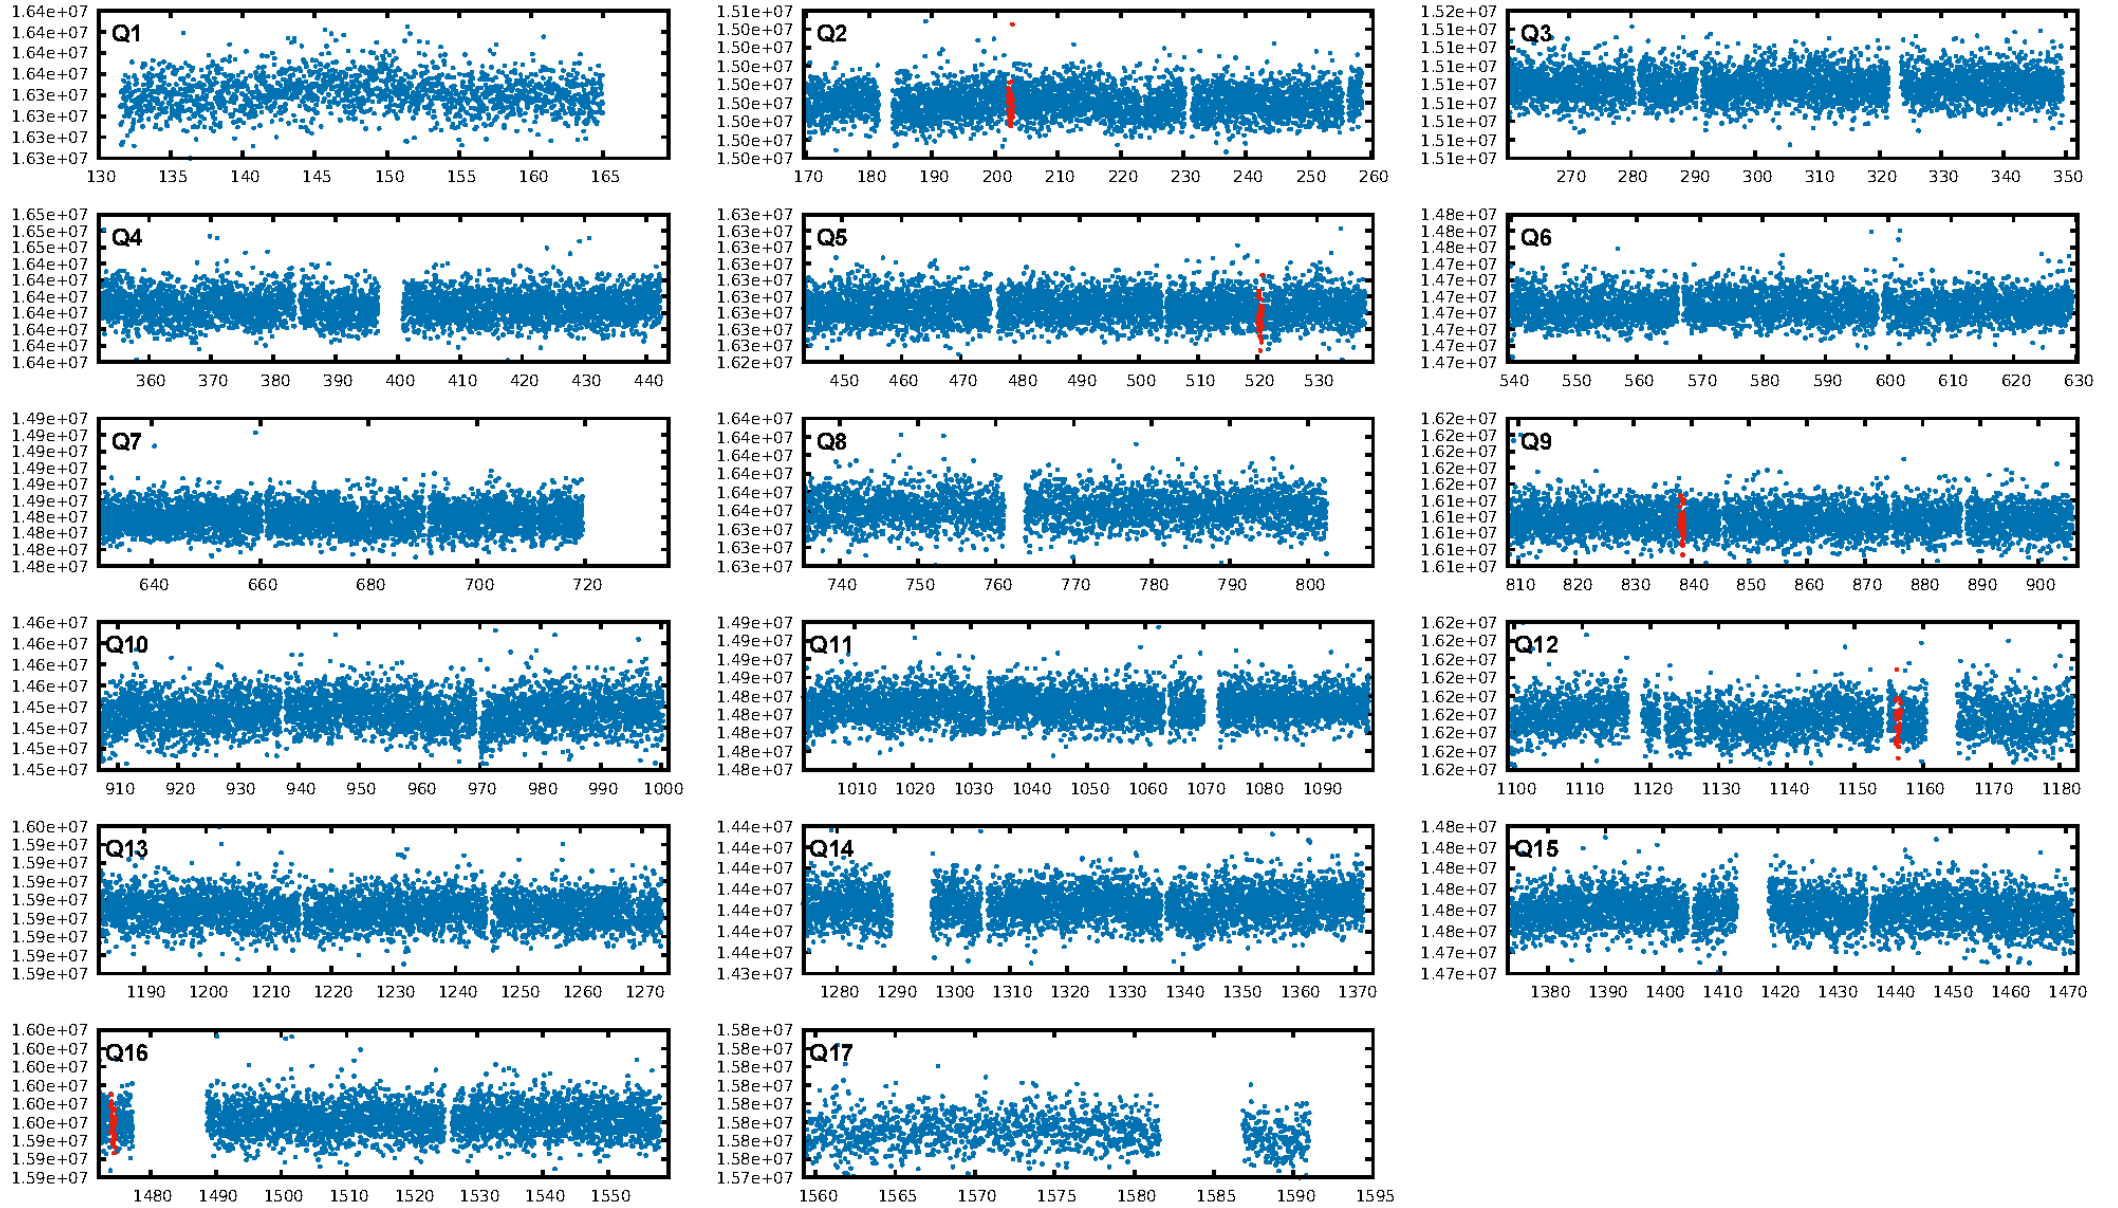 1.64e+07
1.64e+07
1.64e+07
1.64e+07
1.63e+07
1.63e+07
1.63e+07
1.63e+07
Q1
130 135 140 145 150 155 160 165
1.51e+07
1.50e+07
1.50e+07
1.50e+07
1.50e+07
1.50e+07
1.50e+07
1.50e+07
1.50e+07
Q2
170 180 190 200 210 220 230 240 250 260
1.52e+07
1.51e+07
1.51e+07
1.51e+07
1.51e+07
1.51e+07
1.51e+07
1.51e+07
1.51e+07
Q3
270 280 290 300 310 320 330 340 350
1.65e+07
1.65e+07
1.64e+07
1.64e+07
1.64e+07
1.64e+07
1.64e+07
1.64e+07
1.64e+07
1.64e+07
Q4
360 370 380 390 400 410 420 430 440
1.63e+07
1.63e+07
1.63e+07
1.63e+07
1.63e+07
1.63e+07
1.63e+07
1.63e+07
1.63e+07
1.62e+07
Q5
450 460 470 480 490 500 510 520 530
1.48e+07
1.48e+07
1.48e+07
1.47e+07
1.47e+07
1.47e+07
1.47e+07
1.47e+07
1.47e+07
1.47e+07
Q6
540 550 560 570 580 590 600 610 620 630
1.49e+07
1.49e+07
1.49e+07
1.49e+07
1.49e+07
1.49e+07
1.48e+07
1.48e+07
1.48e+07
1.48e+07
Q7
640 660 680 700 720
1.64e+07
1.64e+07
1.64e+07
1.64e+07
1.64e+07
1.64e+07
1.63e+07
1.63e+07
1.63e+07
Q8
740 750 760 770 780 790 800
1.62e+07
1.62e+07
1.62e+07
1.62e+07
1.62e+07
1.61e+07
1.61e+07
1.61e+07
1.61e+07
1.61e+07
Q9
810 820 830 840 850 860 870 880 890 900
1.46e+07
1.46e+07
1.46e+07
1.46e+07
1.45e+07
1.45e+07
1.45e+07
1.45e+07
Q10
910 920 930 940 950 960 970 980 990 1000
1.49e+07
1.49e+07
1.49e+07
1.49e+07
1.48e+07
1.48e+07
1.48e+07
1.48e+07
1.48e+07
Q11
1010 1020 1030 1040 1050 1060 1070 1080 1090
1.62e+07
1.62e+07
1.62e+07
1.62e+07
1.62e+07
1.62e+07
1.62e+07
1.62e+07
1.62e+07
Q12
1100 1110 1120 1130 1140 1150 1160 1170 1180
1.60e+07
1.59e+07
1.59e+07
1.59e+07
1.59e+07
1.59e+07
1.59e+07
1.59e+07
1.59e+07
Q13
1190 1200 1210 1220 1230 1240 1250 1260 1270
1.44e+07
1.44e+07
1.44e+07
1.44e+07
1.44e+07
1.44e+07
1.44e+07
1.43e+07
Q14
1280 1290 1300 1310 1320 1330 1340 1350 1360 1370
1.48e+07
1.48e+07
1.48e+07
1.48e+07
1.48e+07
1.48e+07
1.47e+07
1.47e+07
Q15
1380 1390 1400 1410 1420 1430 1440 1450 1460 1470
1.60e+07
1.60e+07
1.60e+07
1.60e+07
1.60e+07
1.60e+07
1.59e+07
1.59e+07
1.59e+07
Q16
1480 1490 1500 1510 1520 1530 1540 1550
1.58e+07
1.58e+07
1.58e+07
1.58e+07
1.58e+07
1.58e+07
1.58e+07
1.58e+07
1.57e+07
Q17
1560 1565 1570 1575 1580 1585 1590 1595